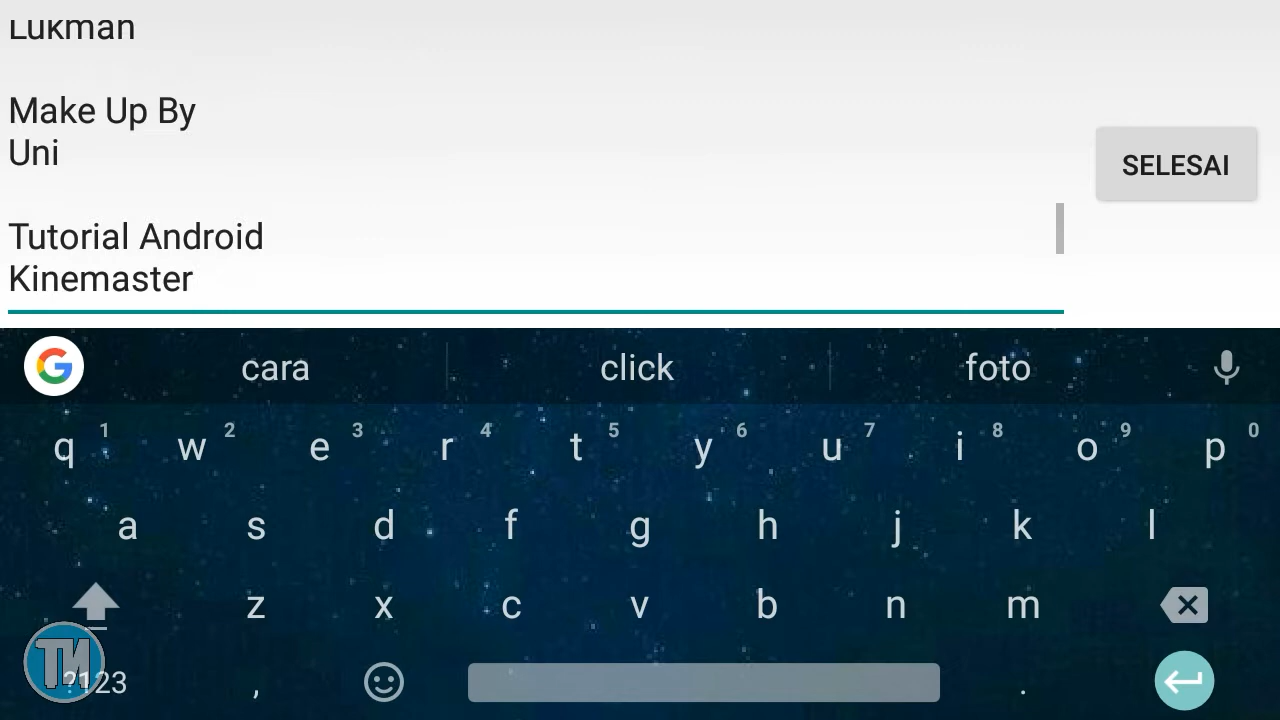 Lukman
Make Up By
Uni
SELESAI
Tutorial Android
Kinemaster
cara click foto
q 1 w 2 e 3 r 4 t 5 y 6 u 7 i 8 o 9 p 0
a s d f g h j k l
z x c v b n m
?123 , .